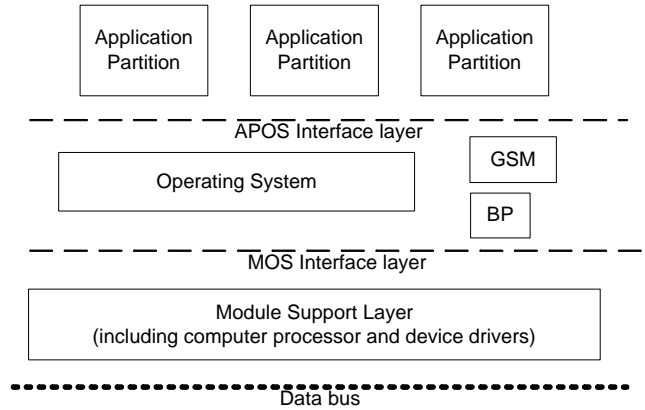 Application
Partition
Application
Partition
Application
Partition
APOS Interface layer
Operating System
GSM
BP
MOS Interface layer
Module Support Layer
(including computer processor and device drivers)
Data bus